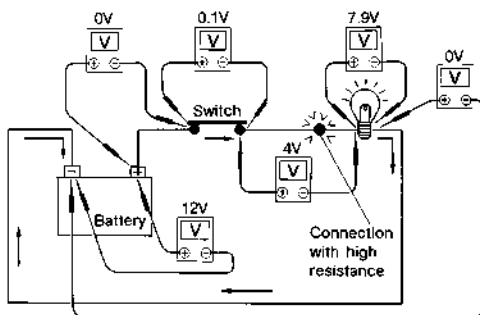 0V
V
0.1V
V
7.9V
V
0V
V
Switch
4V
V
Battery
12V
V
Connection
with high
resistance